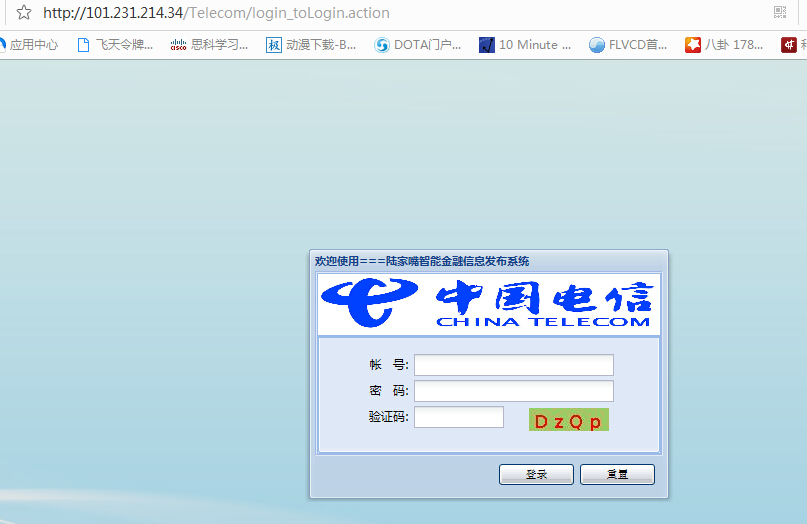 http://101.231.214.34/Telecom/login_toLogin.action
应用中心 飞天令牌... 思科学习... 动漫下载-B... DOTA门户... 10 Minute ... FLVCD首... 八卦 178...
欢迎使用===陆家嘴智能金融信息发布系统
中国电信
CHINA TELECOM
帐 号:
密 码:
验证码: DzQp
登录 重置